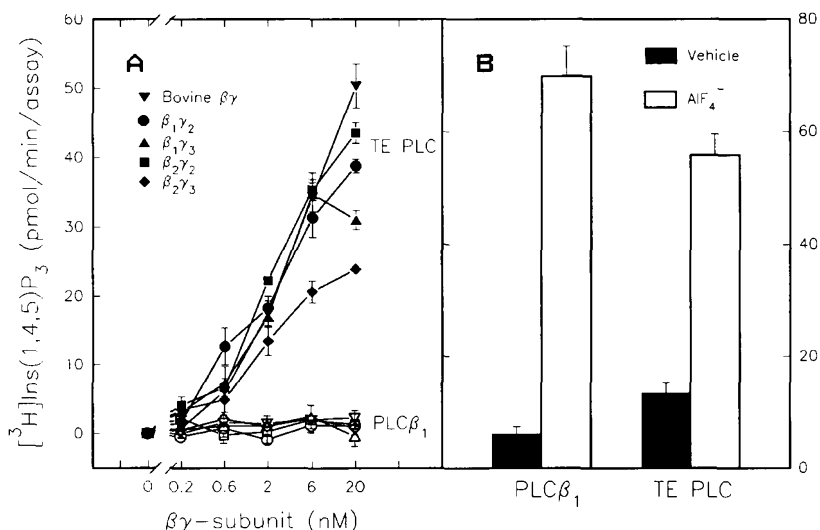 [³H]Ins(1,4,5)P₃ (pmol/min/assay)
60
50
40
30
20
10
0
A
Bovine βγ
β₁γ₂
β₁γ₃
β₂γ₂
β₂γ₃
TE PLC
PLCβ₁
0 0.2 0.6 2 6 20
βγ-subunit (nM)
B
Vehicle
AlF₄⁻
80
60
40
20
0
PLCβ₁ TE PLC